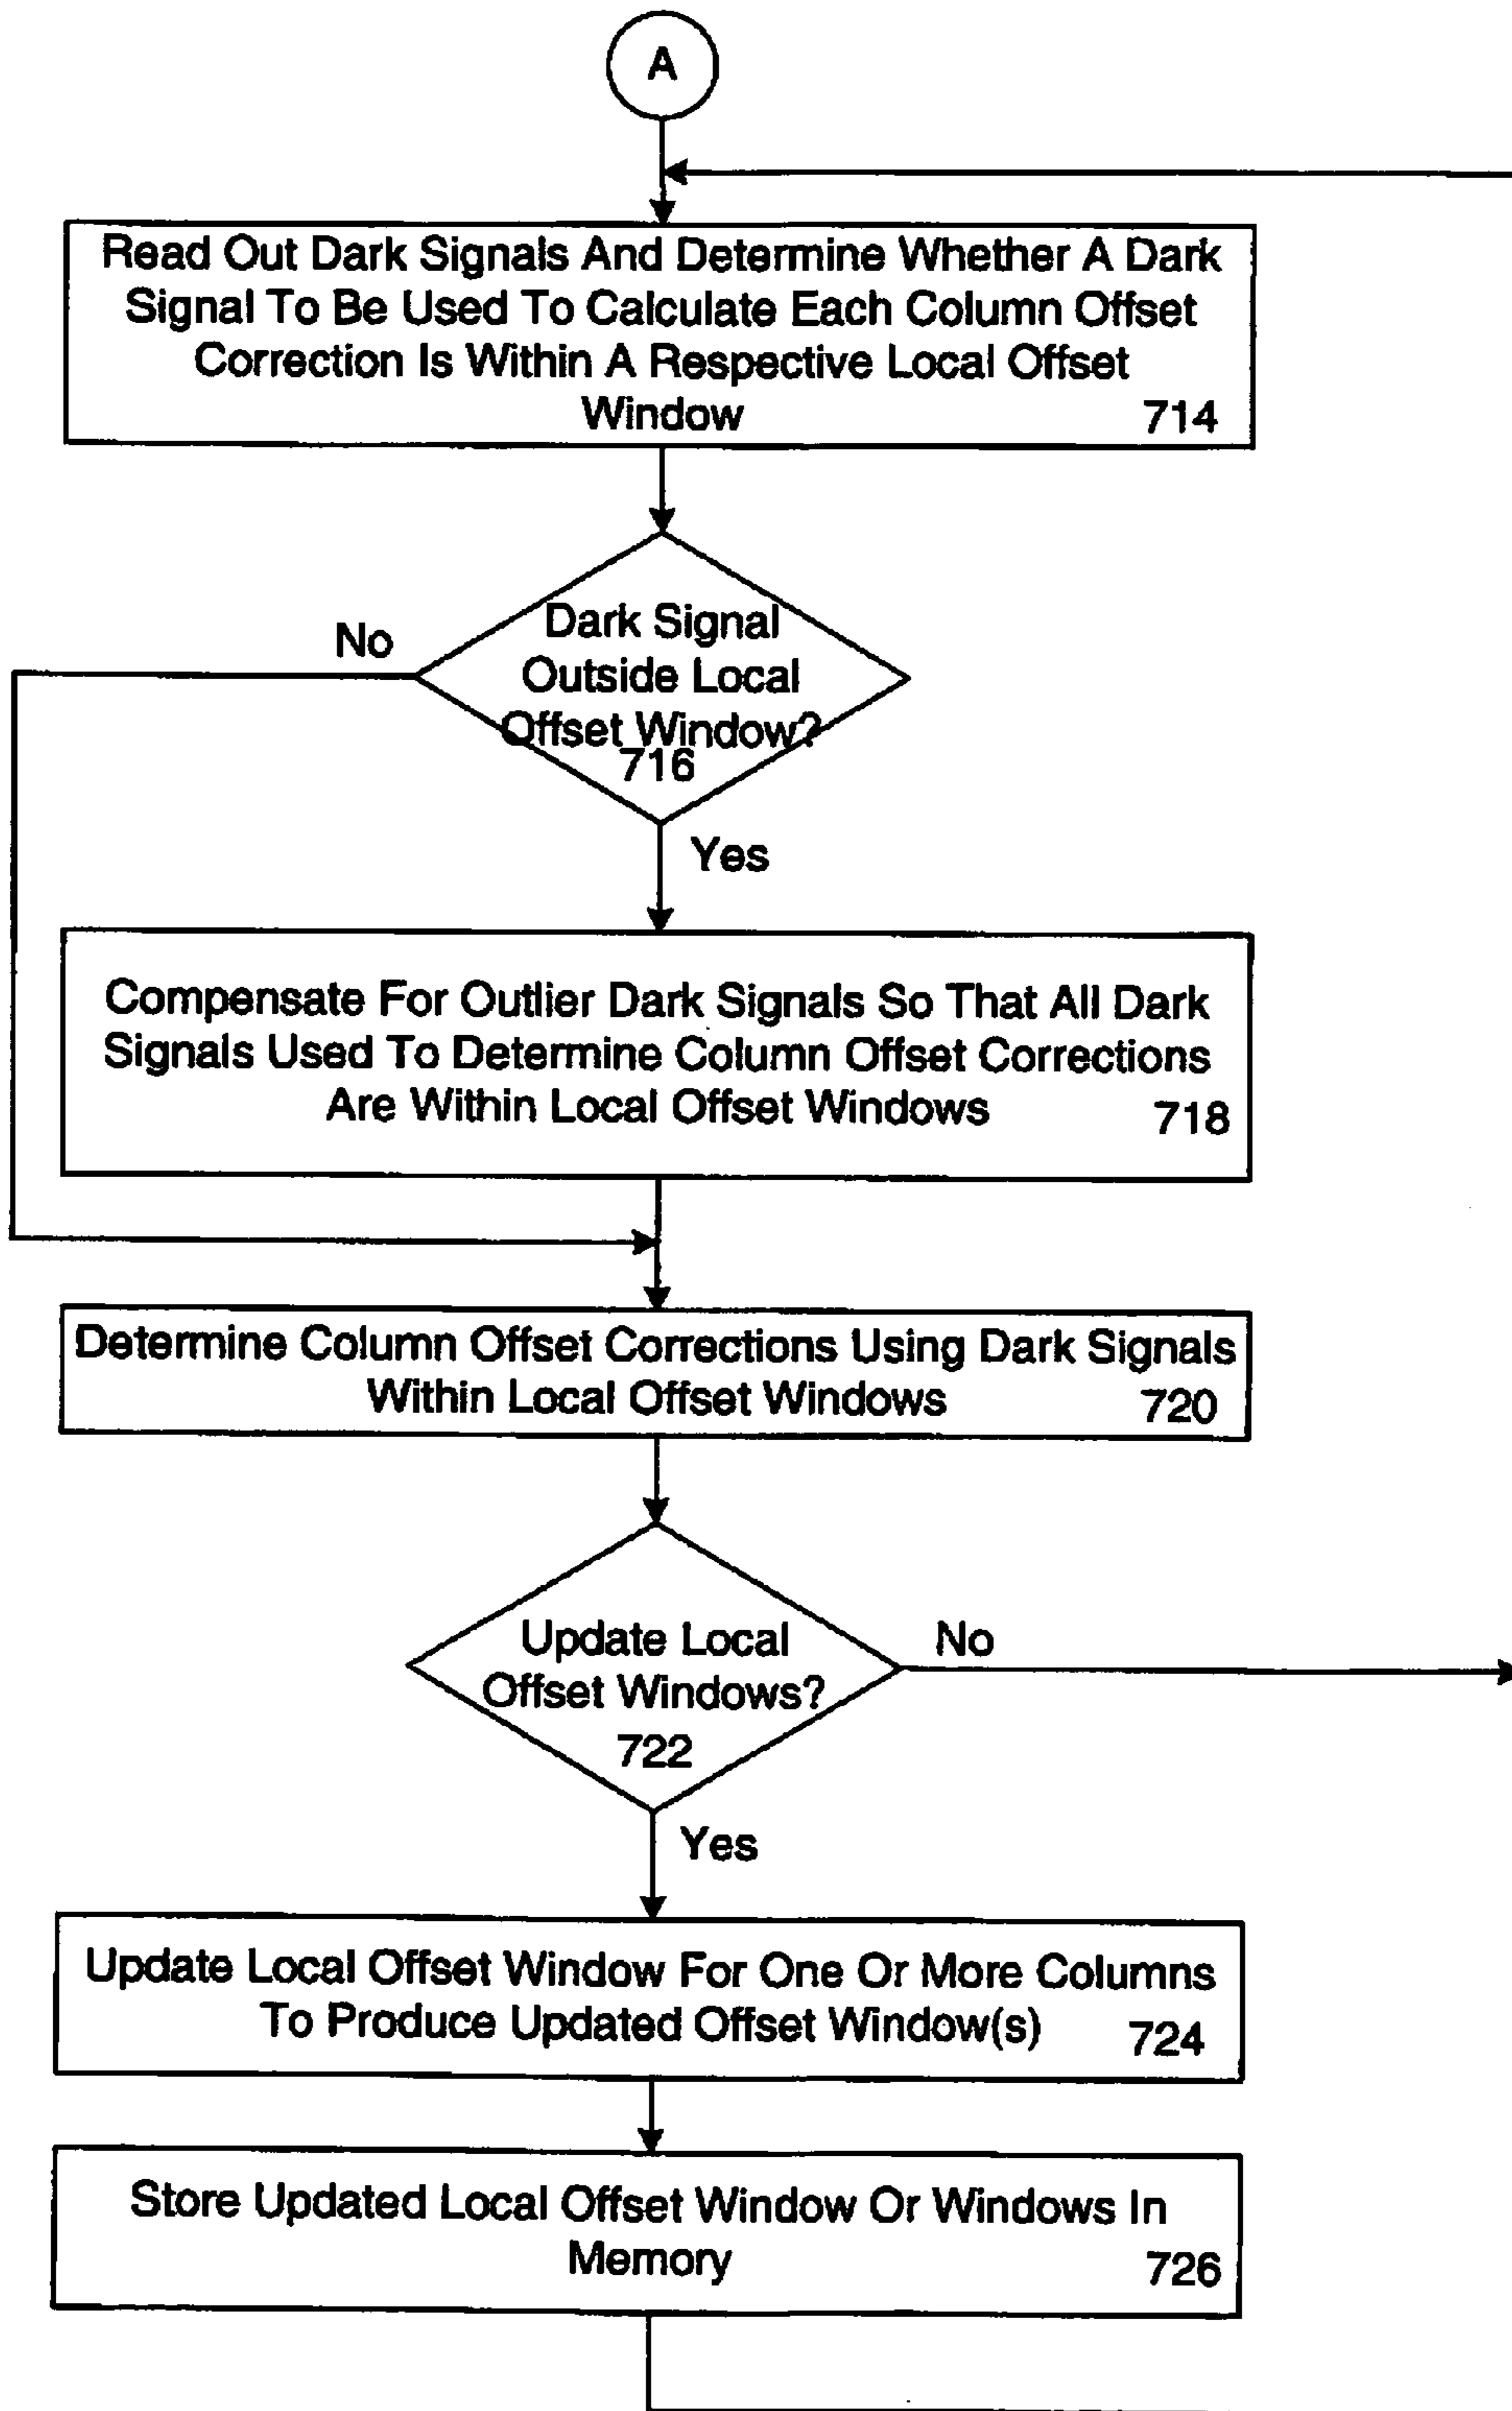 A
Read Out Dark Signals And Determine Whether A Dark
Signal To Be Used To Calculate Each Column Offset
Correction Is Within A Respective Local Offset
Window 714
No
Dark Signal
Outside Local
Offset Window?
716
Yes
Compensate For Outlier Dark Signals So That All Dark
Signals Used To Determine Column Offset Corrections
Are Within Local Offset Windows 718
Determine Column Offset Corrections Using Dark Signals
Within Local Offset Windows 720
Update Local
Offset Windows?
722
No
Yes
Update Local Offset Window For One Or More Columns
To Produce Updated Offset Window(s) 724
Store Updated Local Offset Window Or Windows In
Memory 726